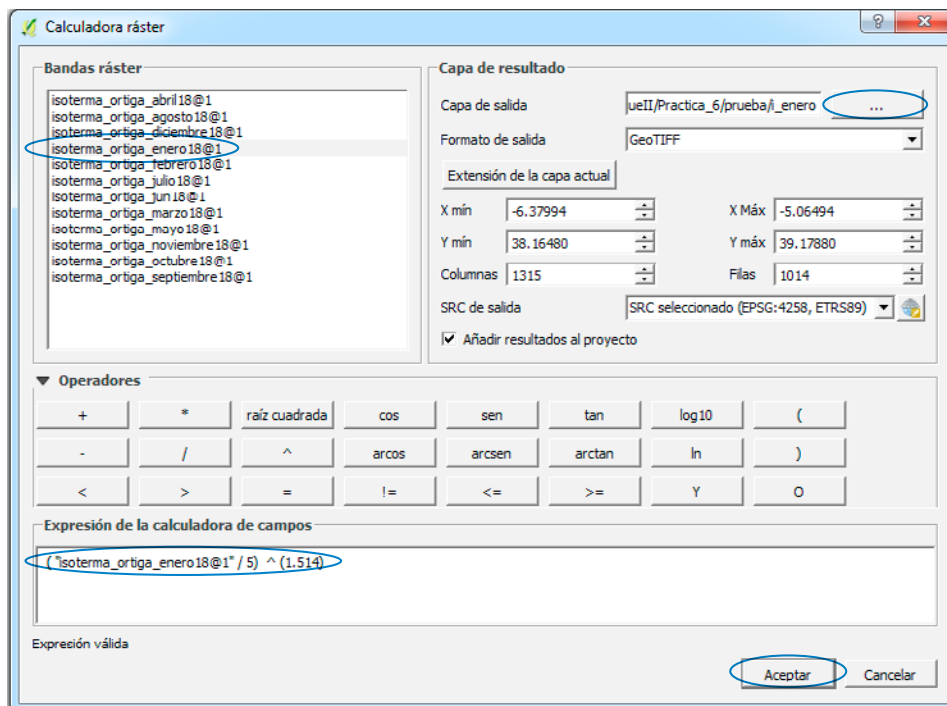 Calculadora ráster
?
x
Bandas ráster
isoterma_ortiga_abril18@1
isoterma_ortiga_agosto18@1
isoterma_ortiga_diciembre18@1
isoterma_ortiga_enero18@1
isoterma_ortiga_febrero18@1
isoterma_ortiga_julio18@1
isoterma_ortiga_jun18@1
isoterma_ortiga_marzo18@1
isoterma_ortiga_mayo18@1
isoterma_ortiga_noviembre18@1
isoterma_ortiga_octubre18@1
isoterma_ortiga_septiembre18@1
Capa de resultado
Capa de salida ueII/Practica_6/prueba/i_enero ...
Formato de salida GeoTIFF
Extensión de la capa actual
X mín -6.37994 X Máx -5.06494
Y mín 38.16480 Y máx 39.17880
Columnas 1315 Filas 1014
SRC de salida SRC seleccionado (EPSG:4258, ETRS89)
Añadir resultados al proyecto
Operadores
+ * raíz cuadrada cos sen tan log10 (
- / ^ arcos arcsen arctan ln )
< > = != <= >= Y O
Expresión de la calculadora de campos
( "isoterma_ortiga_enero18@1" / 5) ^ (1.514)
Expresión válida
Aceptar Cancelar